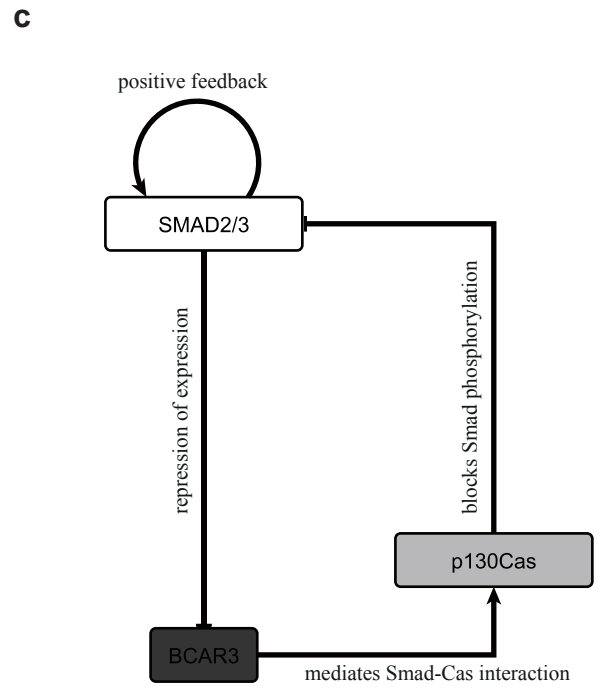 C
positive feedback
SMAD2/3
repression of expression
blocks Smad phosphorylation
p130Cas
BCAR3
mediates Smad-Cas interaction